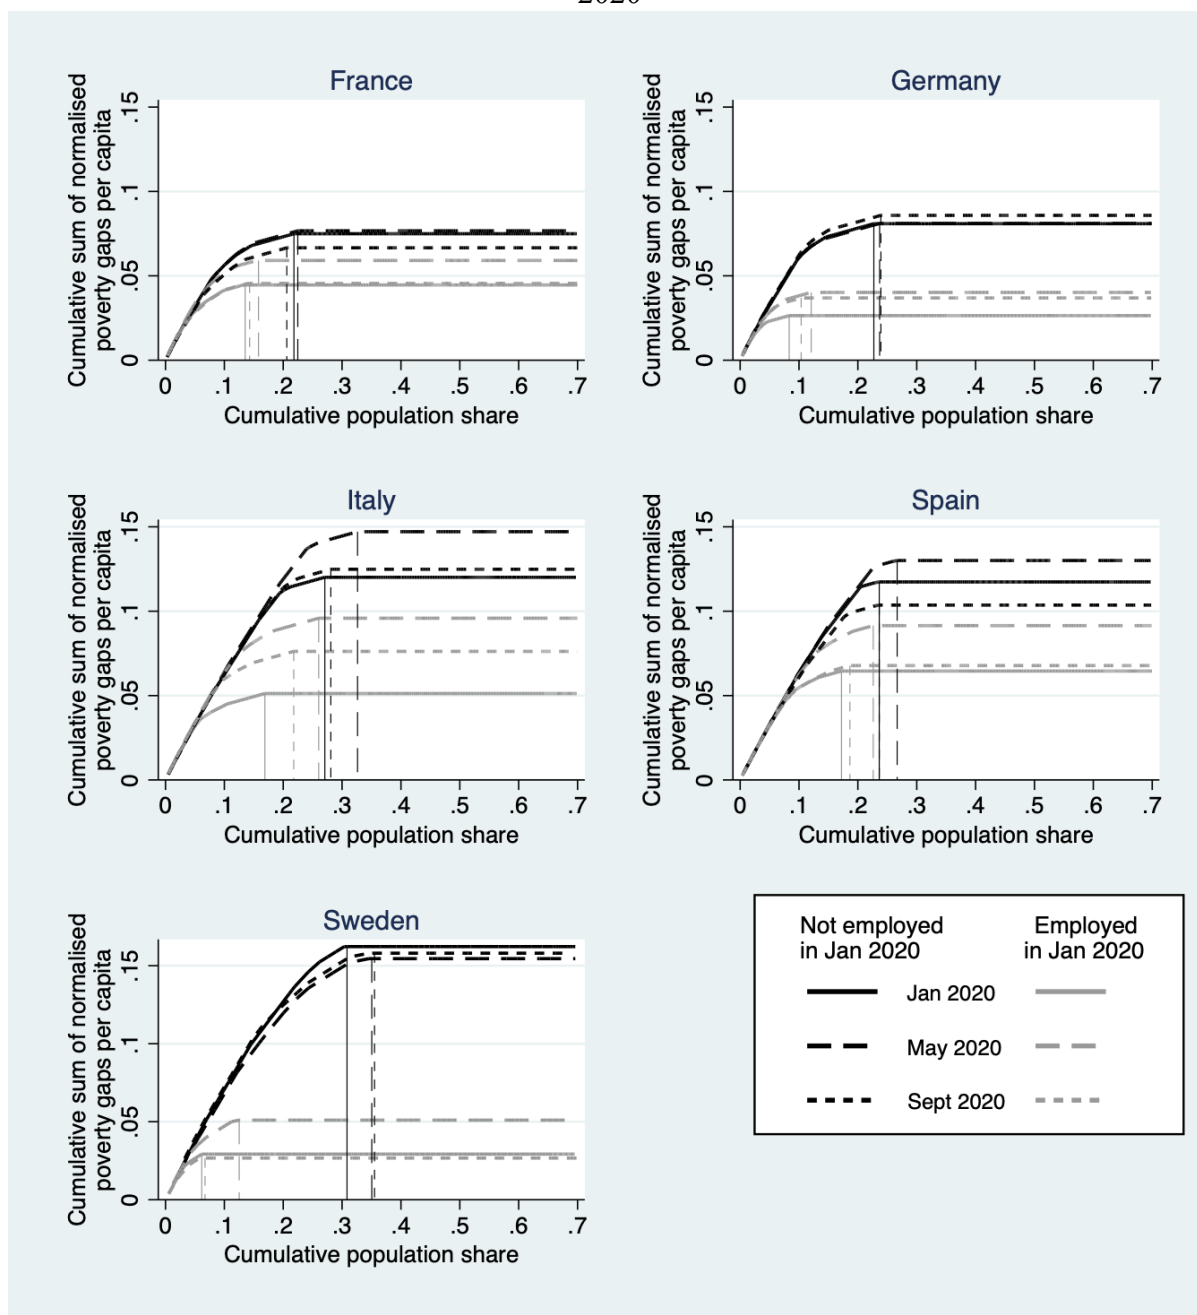 2020
France
Cumulative sum of normalised
poverty gaps per capita
.15
.1
.05
0
0 .1 .2 .3 .4 .5 .6 .7
Cumulative population share
Germany
Cumulative sum of normalised
poverty gaps per capita
.15
.1
.05
0
0 .1 .2 .3 .4 .5 .6 .7
Cumulative population share
Italy
Cumulative sum of normalised
poverty gaps per capita
.15
.1
.05
0
0 .1 .2 .3 .4 .5 .6 .7
Cumulative population share
Spain
Cumulative sum of normalised
poverty gaps per capita
.15
.1
.05
0
0 .1 .2 .3 .4 .5 .6 .7
Cumulative population share
Sweden
Cumulative sum of normalised
poverty gaps per capita
.15
.1
.05
0
0 .1 .2 .3 .4 .5 .6 .7
Cumulative population share
Not employed
in Jan 2020
Employed
in Jan 2020
Jan 2020
May 2020
Sept 2020